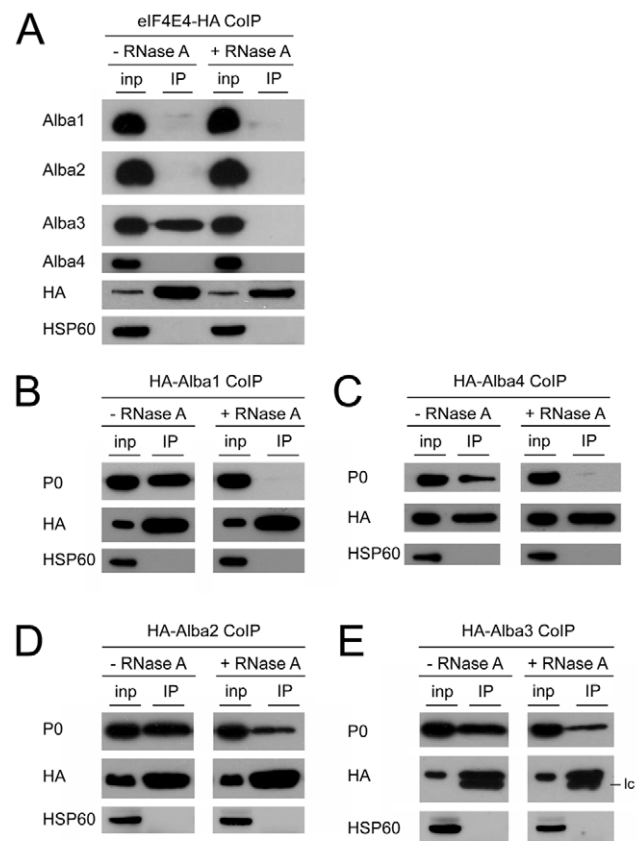 A
eIF4E4-HA CoIP
- RNase A + RNase A
inp IP inp IP
Alba1
Alba2
Alba3
Alba4
HA
HSP60
B
HA-Alba1 CoIP
- RNase A + RNase A
inp IP inp IP
P0
HA
HSP60
C
HA-Alba4 CoIP
- RNase A + RNase A
inp IP inp IP
P0
HA
HSP60
D
HA-Alba2 CoIP
- RNase A + RNase A
inp IP inp IP
P0
HA
HSP60
E
HA-Alba3 CoIP
- RNase A + RNase A
inp IP inp IP
P0
HA
lc
HSP60